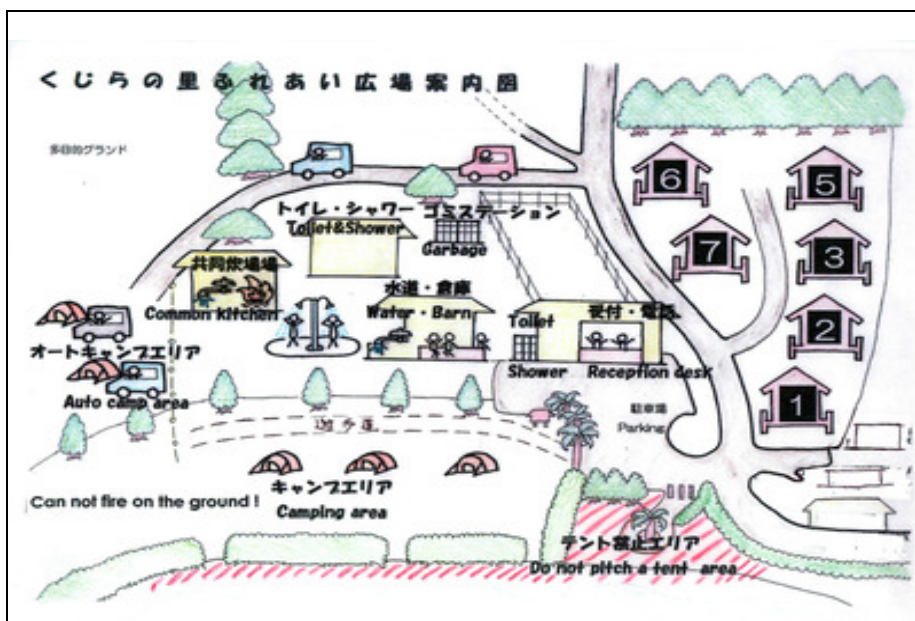 くじらの里ふれあい広場案内図
多目的グランド
トイレ・シャワー
Toilet&Shower
ゴミステーション
Garbage
共同炊場場
Common kitchen
水道・倉庫
Water・Barn
Toilet
Shower
受付・電話
Reception desk
オートキャンプエリア
Auto camp area
遊歩道
駐車場
Parking
キャンプエリア
Camping area
Can not fire on the ground !
テント禁止エリア
Do not pitch a tent area
6
5
7
3
2
1